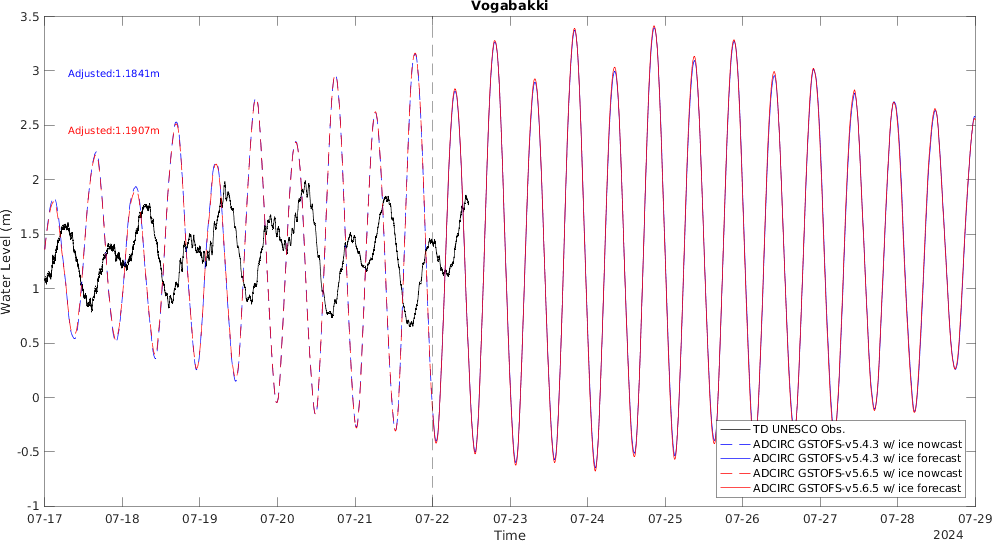 Vogabakki
3.5
3
2.5
2
1.5
1
0.5
0
-0.5
-1
Water Level (m)
Adjusted:1.1841m
Adjusted:1.1907m
TD UNESCO Obs.
ADCIRC GSTOFS-v5.4.3 w/ ice nowcast
ADCIRC GSTOFS-v5.4.3 w/ ice forecast
ADCIRC GSTOFS-v5.6.5 w/ ice nowcast
ADCIRC GSTOFS-v5.6.5 w/ ice forecast
07-17 07-18 07-19 07-20 07-21 07-22 07-23 07-24 07-25 07-26 07-27 07-28 07-29
Time
2024